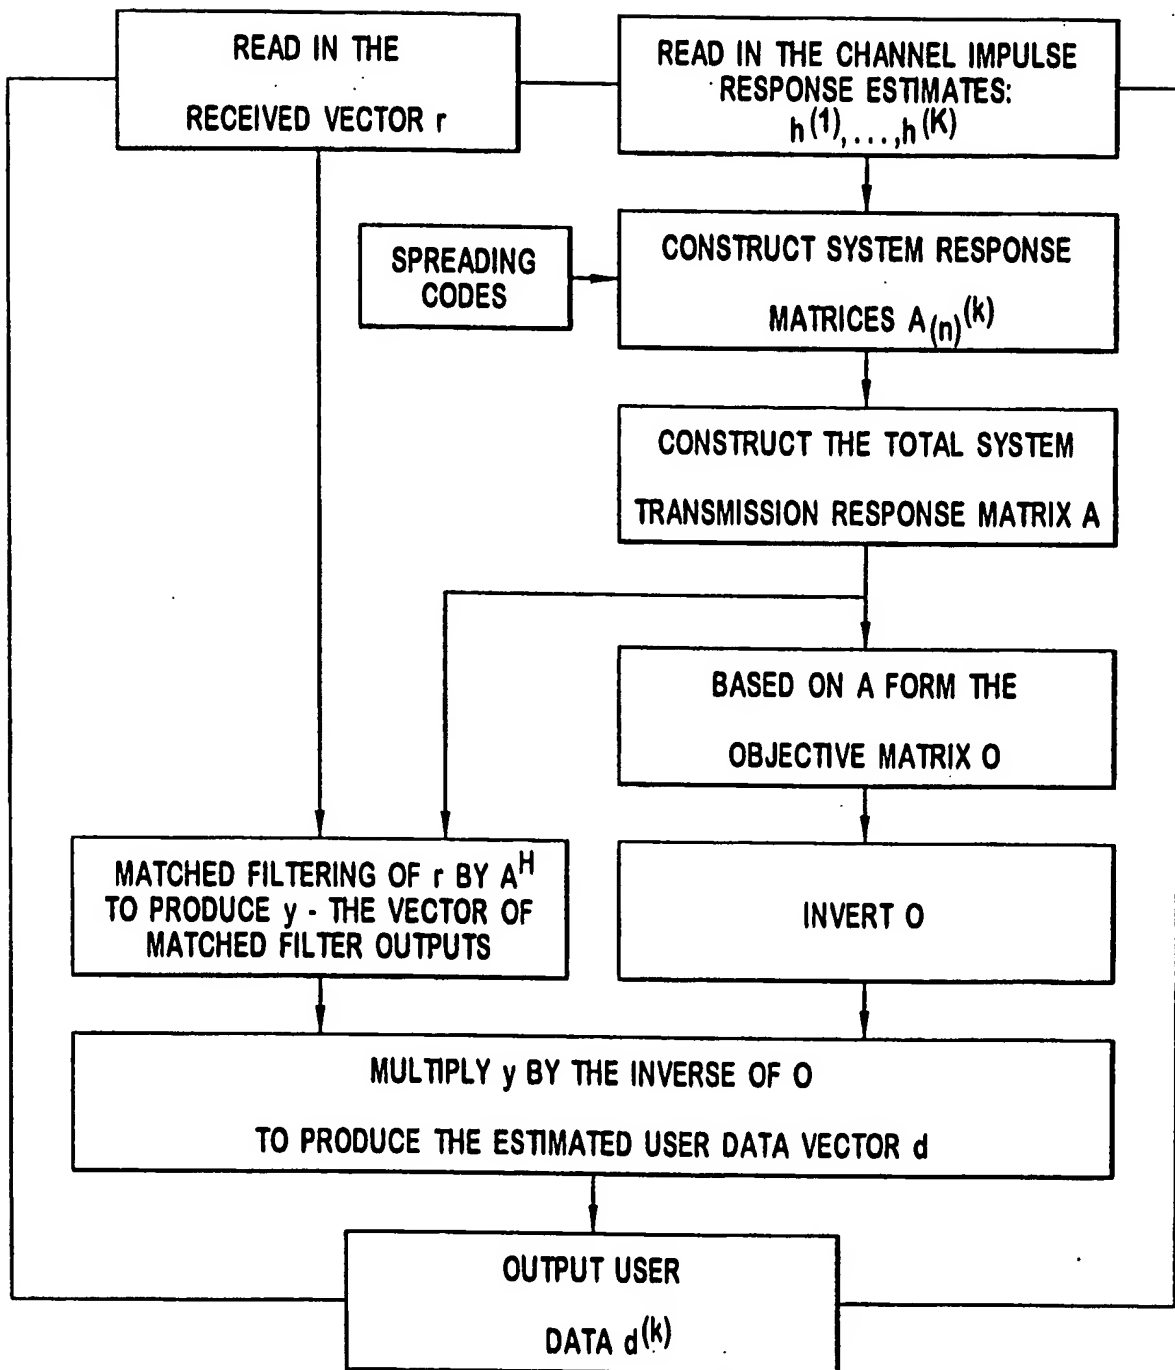 READ IN THE
RECEIVED VECTOR r
READ IN THE CHANNEL IMPULSE
RESPONSE ESTIMATES:
h(1),...,h(K)
SPREADING
CODES
CONSTRUCT SYSTEM RESPONSE
MATRICES A(n)(k)
CONSTRUCT THE TOTAL SYSTEM
TRANSMISSION RESPONSE MATRIX A
BASED ON A FORM THE
OBJECTIVE MATRIX O
MATCHED FILTERING OF r BY A^H
TO PRODUCE y - THE VECTOR OF
MATCHED FILTER OUTPUTS
INVERT O
MULTIPLY y BY THE INVERSE OF O
TO PRODUCE THE ESTIMATED USER DATA VECTOR d
OUTPUT USER
DATA d(k)